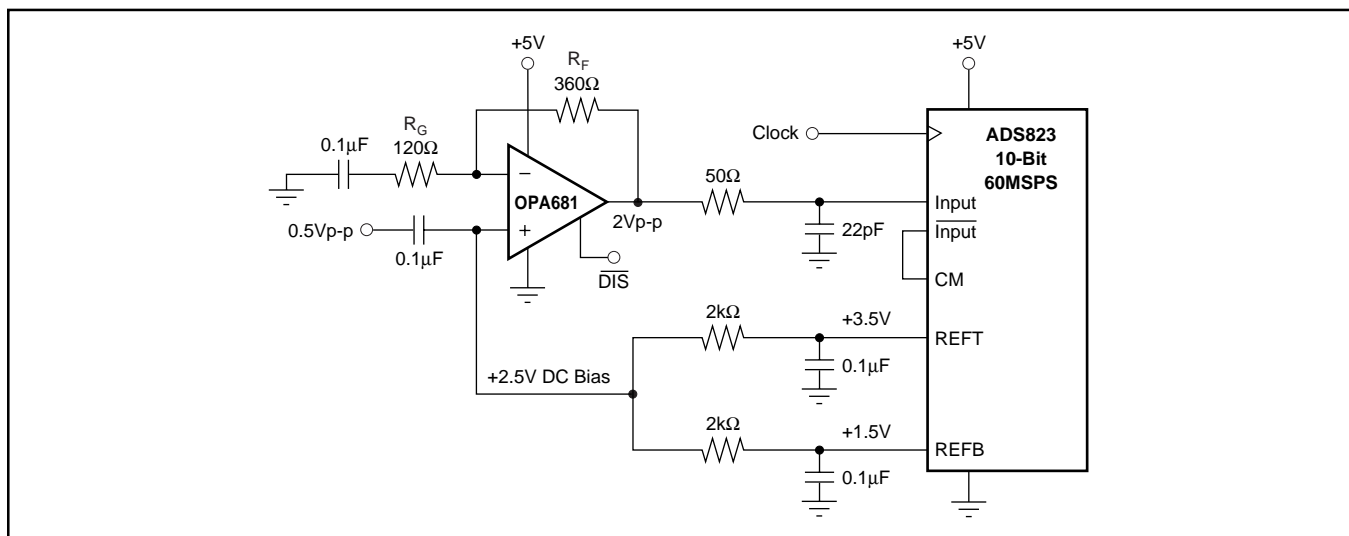 +5V
R_F
360Ω
+5V
Clock
ADS823
10-Bit
60MSPS
0.1µF
R_G
120Ω
−
OPA681
+
50Ω
2Vp-p
22pF
Input
I̅n̅p̅u̅t̅
CM
0.5Vp-p
0.1µF
D̅I̅S̅
2kΩ
+3.5V
REFT
0.1µF
+2.5V DC Bias
2kΩ
+1.5V
REFB
0.1µF